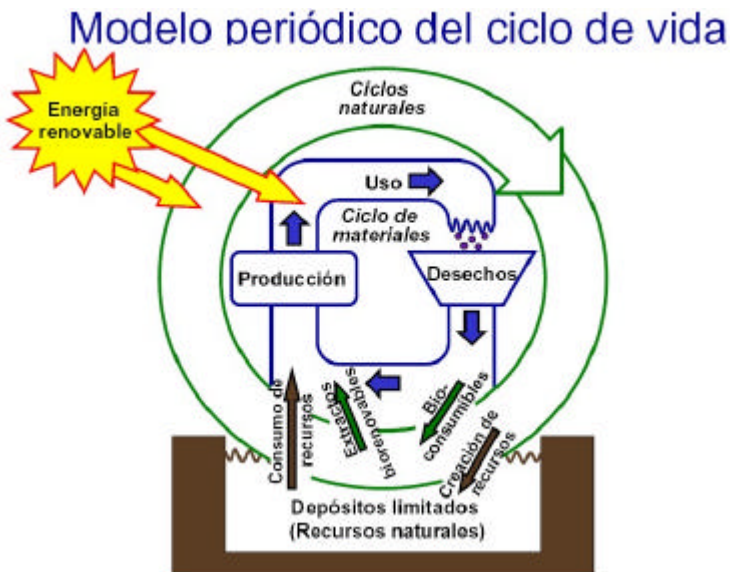 Modelo periódico del ciclo de vida
Energía
renovable
Ciclos
naturales
Uso
Ciclo de
materiales
Producción
Desechos
Consumo de
recursos
Extractos
biorenovables
Bio-
consumibles
Creación de
recursos
Depósitos limitados
(Recursos naturales)